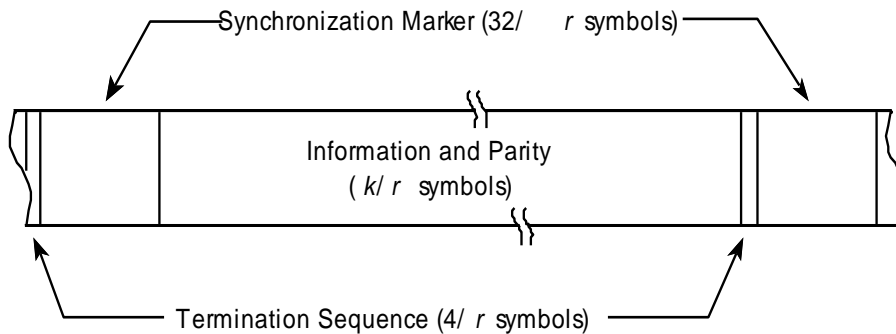 Synchronization Marker (32/ r symbols)
Information and Parity
( k/ r symbols)
Termination Sequence (4/ r symbols)